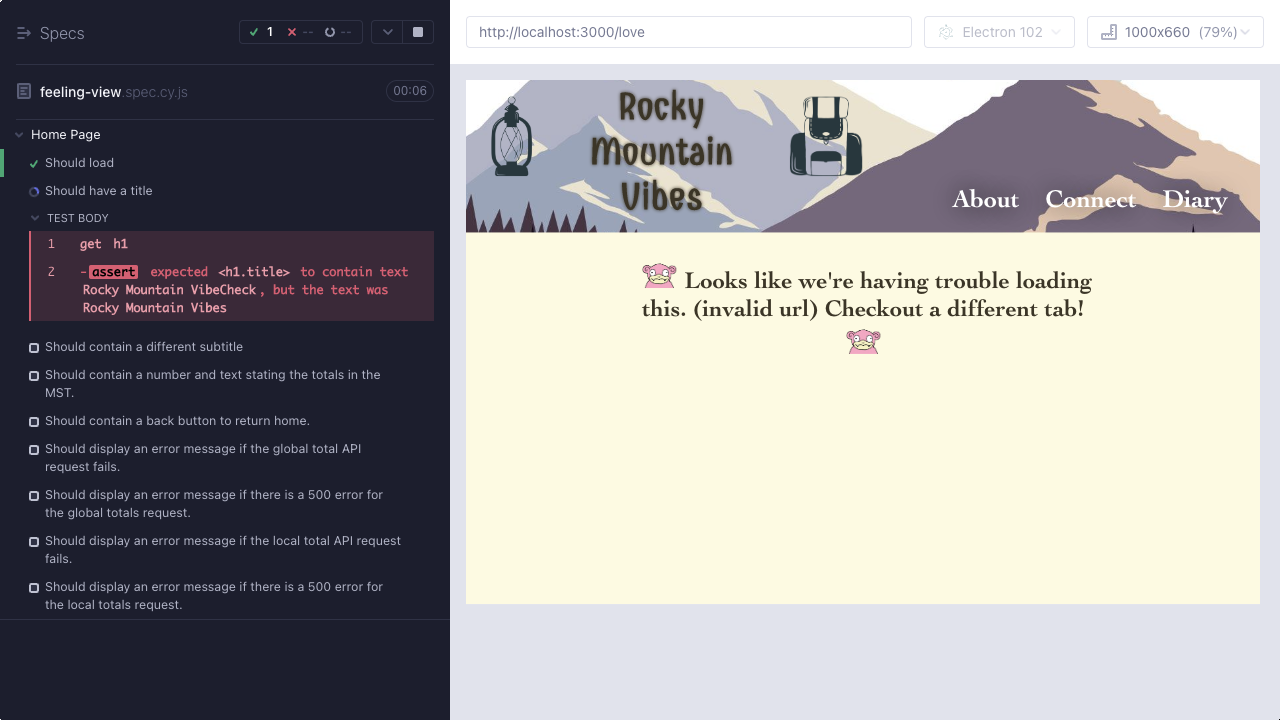 Specs
1
--
--
feeling-view.spec.cy.js
00:06
Home Page
Should load
Should have a title
TEST BODY
1 get h1
2 -assert expected <h1.title> to contain text
Rocky Mountain VibeCheck, but the text was
Rocky Mountain Vibes
Should contain a different subtitle
Should contain a number and text stating the totals in the
MST.
Should contain a back button to return home.
Should display an error message if the global total API
request fails.
Should display an error message if there is a 500 error for
the global totals request.
Should display an error message if the local total API request
fails.
Should display an error message if there is a 500 error for
the local totals request.
http://localhost:3000/love
Electron 102
1000x660 (79%)
Rocky
Mountain
Vibes
About Connect Diary
Looks like we're having trouble loading
this. (invalid url) Checkout a different tab!